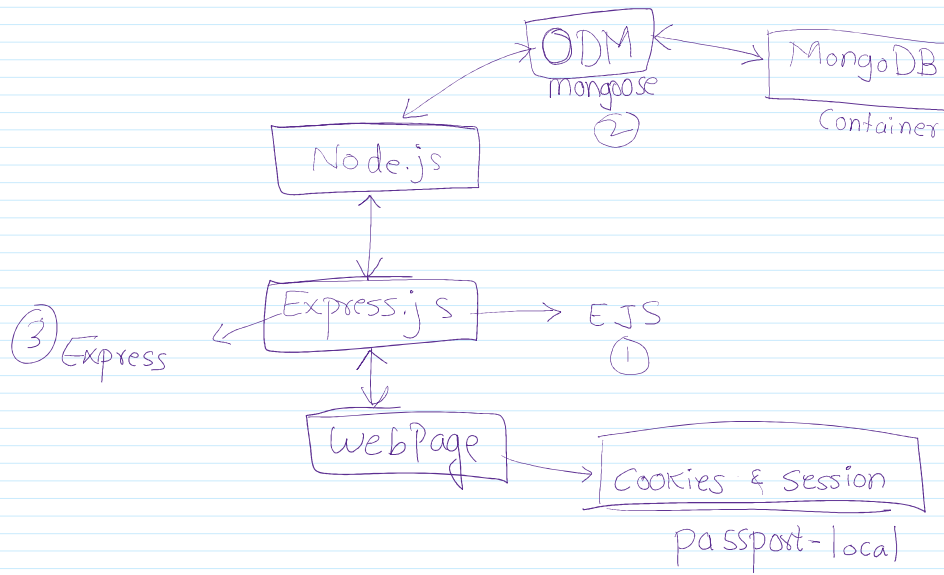 ODM
MongoDB
mongoose
Container
2
Node.js
Express.js
EJS
3
Express
1
WebPage
Cookies & Session
passport-local